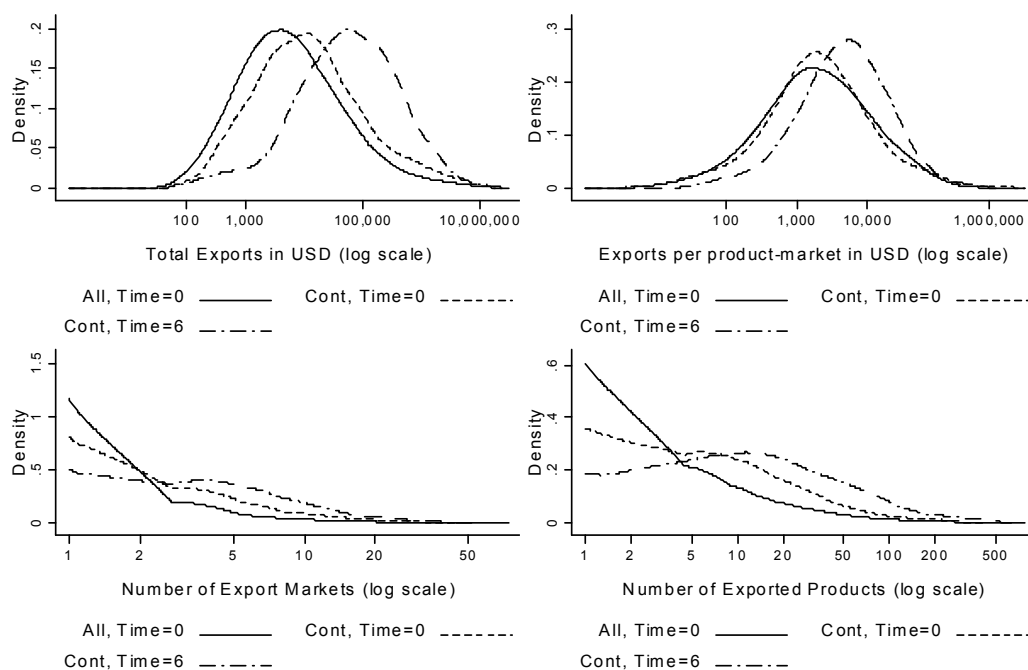 Density
0 .05 .1 .15 .2
100 1,000 100,000 10,000,000
Total Exports in USD (log scale)
All, Time=0 Cont, Time=0
Cont, Time=6
Density
0 .1 .2 .3
100 1,000 10,000 1,000,000
Exports per product-market in USD (log scale)
All, Time=0 Cont, Time=0
Cont, Time=6
Density
0 .5 1 1.5
1 2 5 10 20 50
Number of Export Markets (log scale)
All, Time=0 Cont, Time=0
Cont, Time=6
Density
0 .2 .4 .6
1 2 5 10 20 50 100 200 500
Number of Exported Products (log scale)
All, Time=0 Cont, Time=0
Cont, Time=6